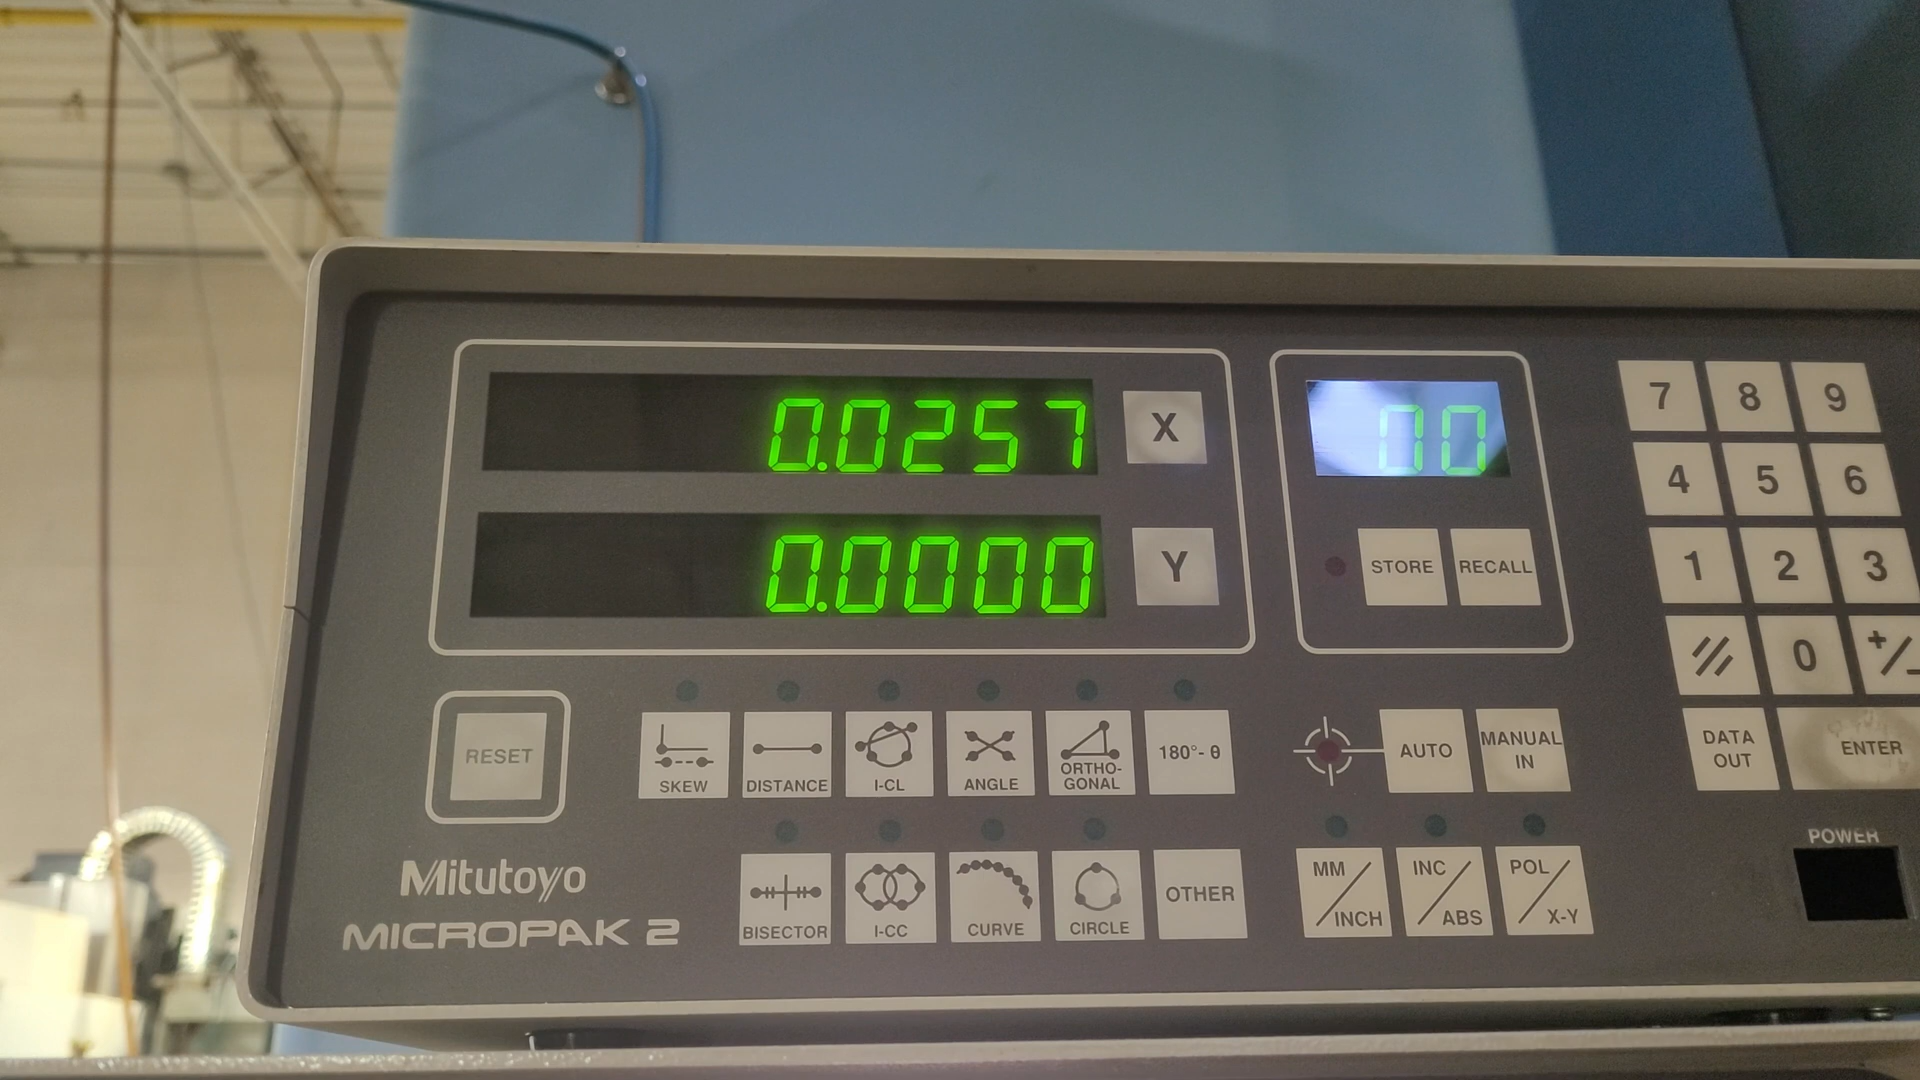 0.0257 X
0.0000 Y
00
STORE RECALL
7 8 9
4 5 6
1 2 3
0 +/-
RESET
SKEW DISTANCE I-CL ANGLE ORTHO-
GONAL 180°- θ
AUTO MANUAL
IN
DATA
OUT ENTER
BISECTOR I-CC CURVE CIRCLE OTHER
MM/INCH INC/ABS POL/X-Y
POWER
Mitutoyo
MICROPAK 2